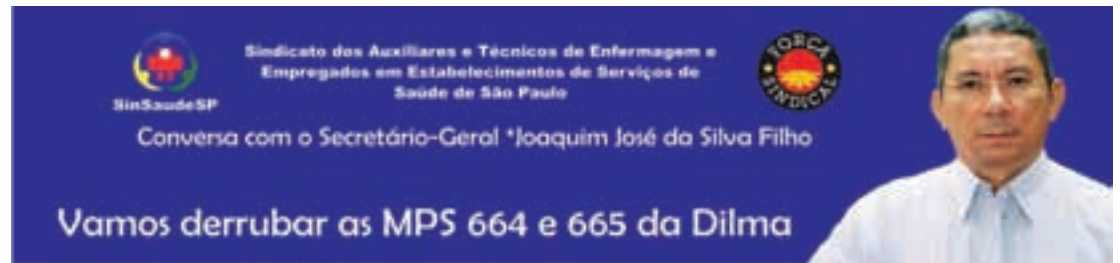 Sindicato dos Auxiliares e Técnicos de Enfermagem e
Empregados em Estabelecimentos de Serviços de
Saúde de São Paulo
SinSaudeSP
FORÇA
SINDICAL
Conversa com o Secretário-Geral *Joaquim José da Silva Filho
Vamos derrubar as MPS 664 e 665 da Dilma